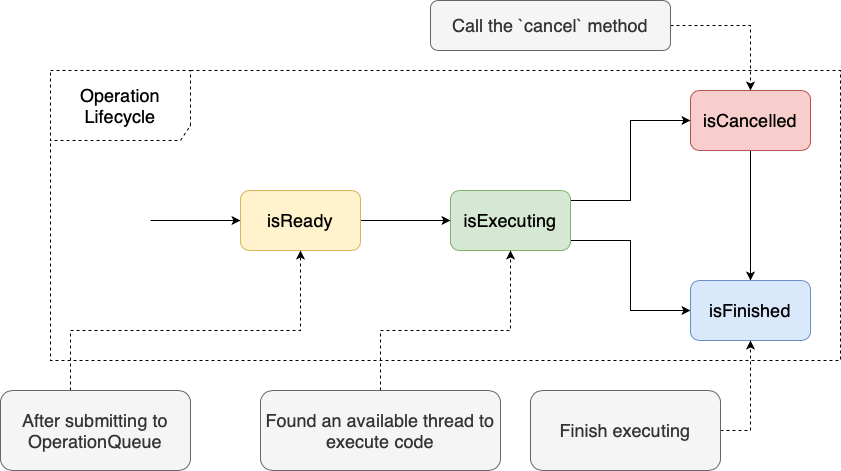 Call the `cancel` method
Operation
Lifecycle
isCancelled
isReady
isExecuting
isFinished
After submitting to
OperationQueue
Found an available thread to
execute code
Finish executing